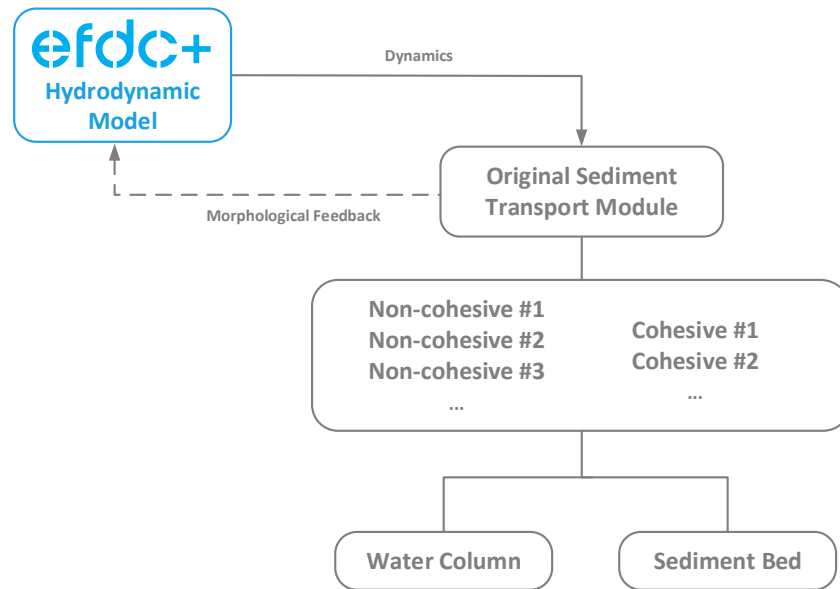 efdc+
Hydrodynamic
Model
Dynamics
Original Sediment
Transport Module
Morphological Feedback
Non-cohesive #1
Non-cohesive #2
Non-cohesive #3
...
Cohesive #1
Cohesive #2
...
Water Column
Sediment Bed